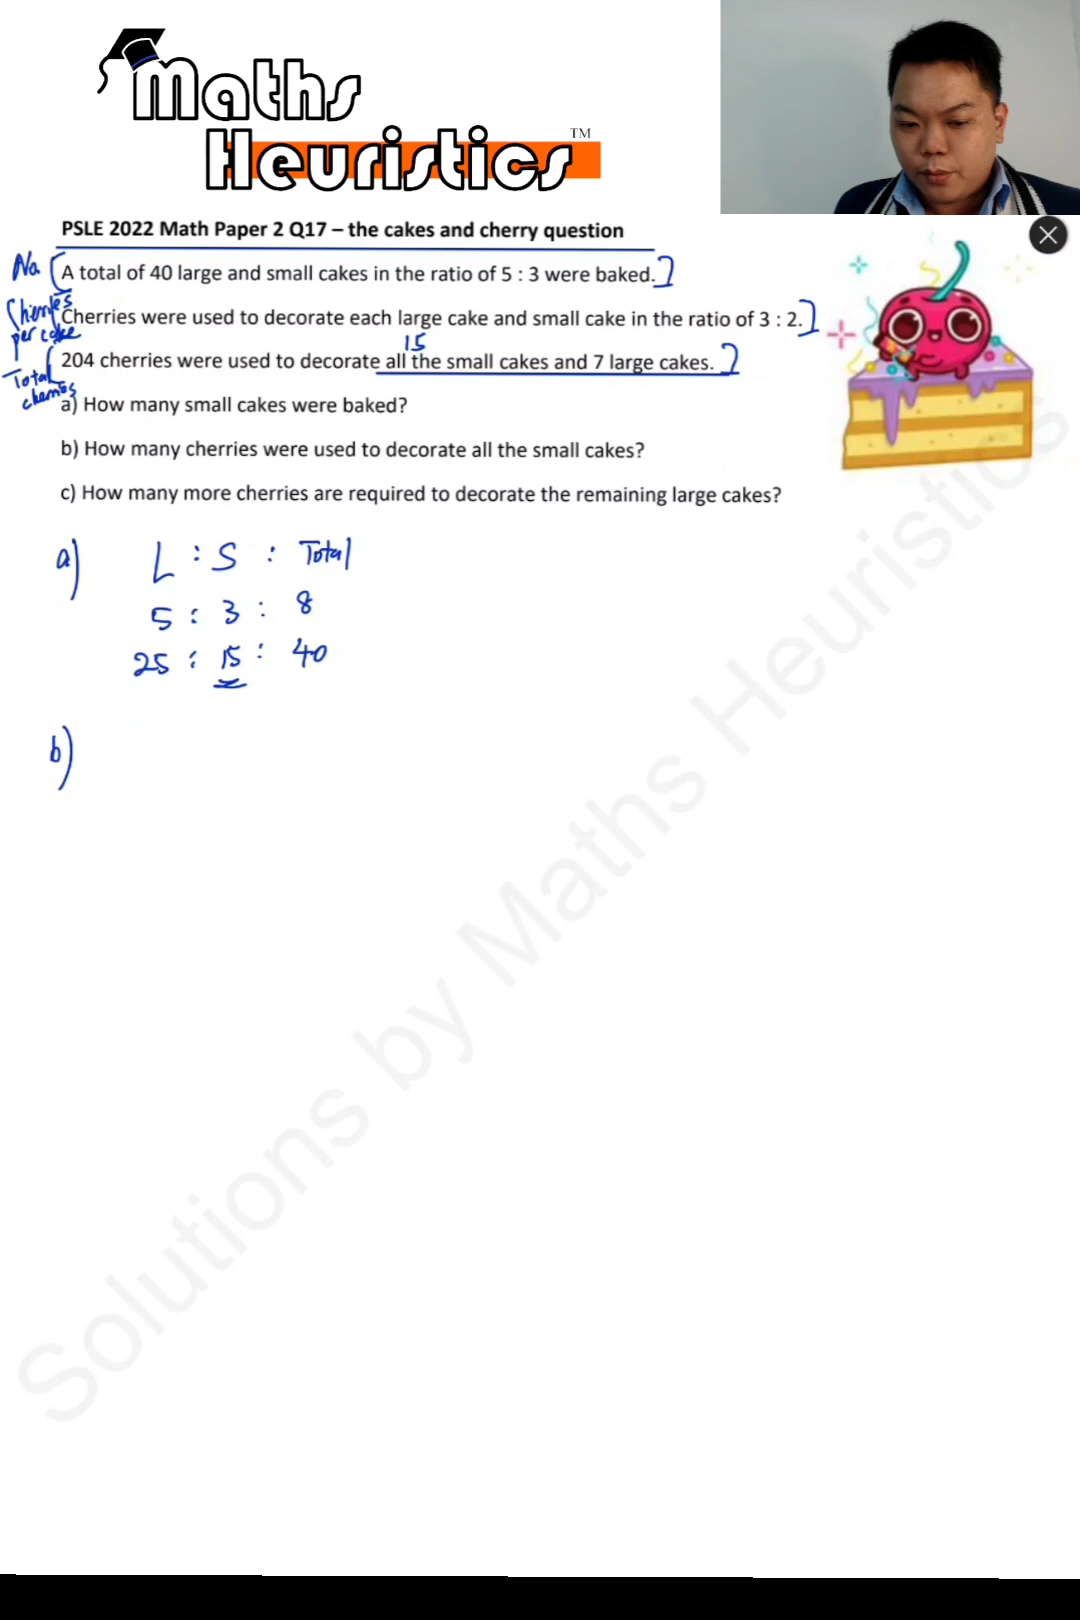 Maths
Heuristics TM
PSLE 2022 Math Paper 2 Q17 – the cakes and cherry question
No.
A total of 40 large and small cakes in the ratio of 5 : 3 were baked.
Cherries per cake
Cherries were used to decorate each large cake and small cake in the ratio of 3 : 2.
15
Total cherries
204 cherries were used to decorate all the small cakes and 7 large cakes.
a) How many small cakes were baked?
b) How many cherries were used to decorate all the small cakes?
c) How many more cherries are required to decorate the remaining large cakes?
a) L : S : Total
5 : 3 : 8
25 : 15 : 40
b)
Solutions by Maths Heuristics